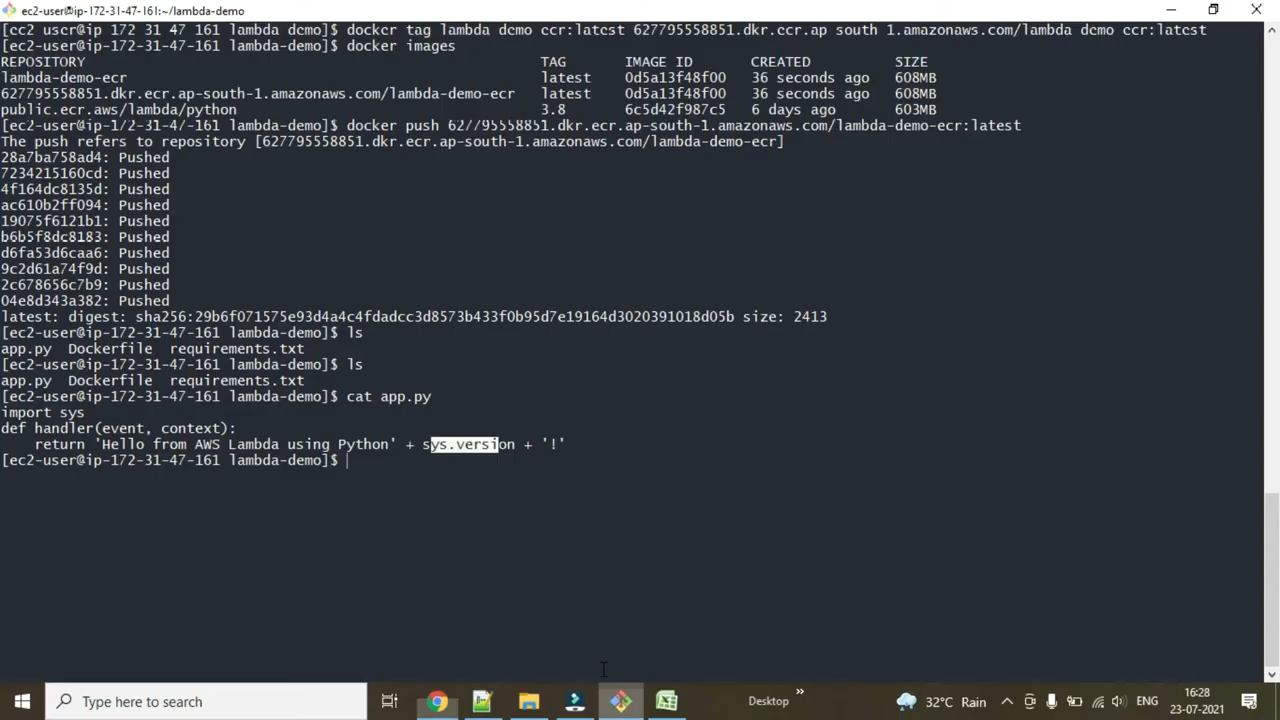 ec2-user@ip-172-31-47-161:~/lambda-demo
[ec2 user@ip 172 31 47 161 lambda demo]$ docker tag lambda demo ecr:latest 627795558851.dkr.ecr.ap south 1.amazonaws.com/lambda demo ecr:latest
[ec2-user@ip-172-31-47-161 lambda-demo]$ docker images
REPOSITORY TAG IMAGE ID CREATED SIZE
lambda-demo-ecr latest 0d5a13f48f00 36 seconds ago 608MB
627795558851.dkr.ecr.ap-south-1.amazonaws.com/lambda-demo-ecr latest 0d5a13f48f00 36 seconds ago 608MB
public.ecr.aws/lambda/python 3.8 6c5d42f987c5 6 days ago 603MB
[ec2-user@ip-172-31-47-161 lambda-demo]$ docker push 627795558851.dkr.ecr.ap-south-1.amazonaws.com/lambda-demo-ecr:latest
The push refers to repository [627795558851.dkr.ecr.ap-south-1.amazonaws.com/lambda-demo-ecr]
28a7ba758ad4: Pushed
7234215160cd: Pushed
4f164dc8135d: Pushed
ac610b2ff094: Pushed
19075f6121b1: Pushed
b6b5f8dc8183: Pushed
d6fa53d6caa6: Pushed
9c2d61a74f9d: Pushed
2c678656c7b9: Pushed
04e8d343a382: Pushed
latest: digest: sha256:29b6f071575e93d4a4c4fdadcc3d8573b433f0b95d7e19164d3020391018d05b size: 2413
[ec2-user@ip-172-31-47-161 lambda-demo]$ ls
app.py Dockerfile requirements.txt
[ec2-user@ip-172-31-47-161 lambda-demo]$ ls
app.py Dockerfile requirements.txt
[ec2-user@ip-172-31-47-161 lambda-demo]$ cat app.py
import sys
def handler(event, context):
    return 'Hello from AWS Lambda using Python' + sys.version + '!'
[ec2-user@ip-172-31-47-161 lambda-demo]$
Type here to search
Desktop
32°C Rain
ENG
16:28
23-07-2021